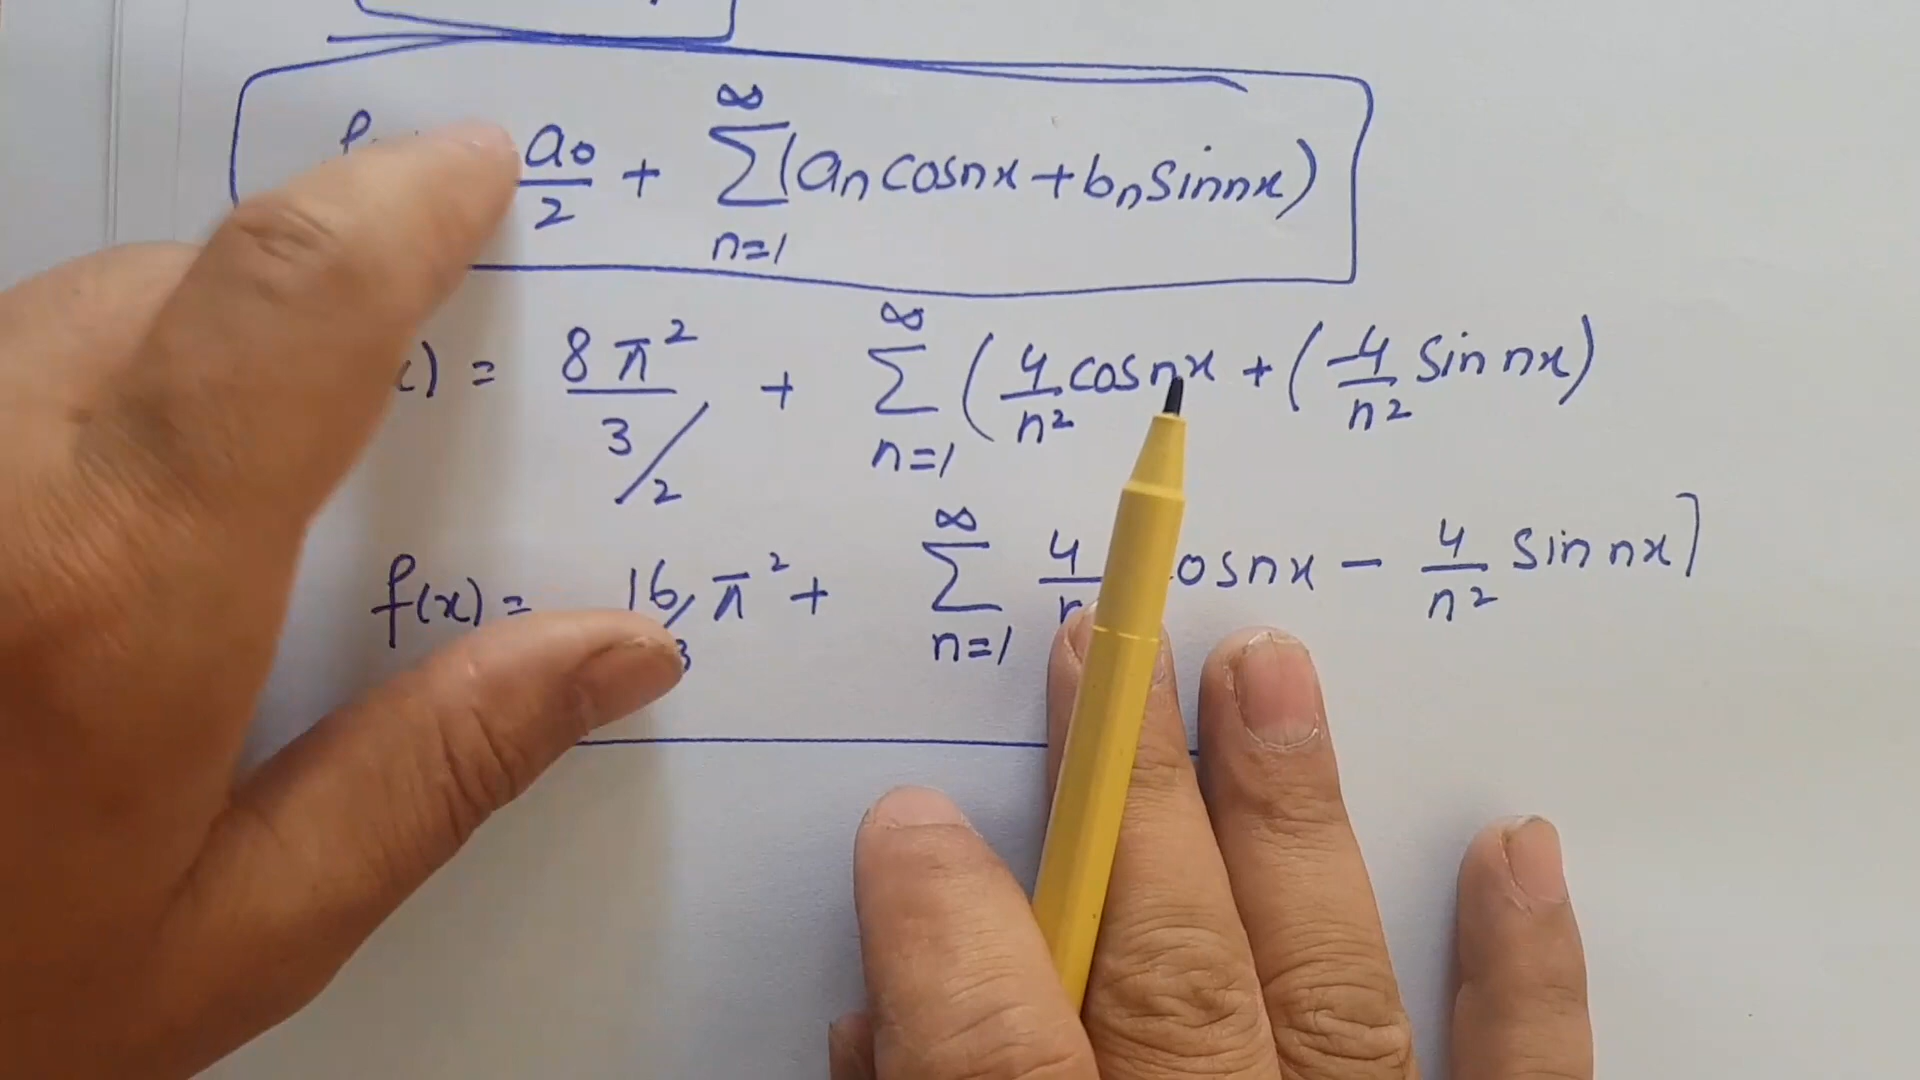 a₀/2 + ∑_{n=1}^{∞} (aₙ cosnx + bₙ sinnx)
) = 8π²/3/2 + ∑_{n=1}^{∞} (4/n² cosnx + (-4/n² sin nx)
f(x) = 16/3 π² + ∑_{n=1}^{∞} 4/ osnx - 4/n² sin nx]